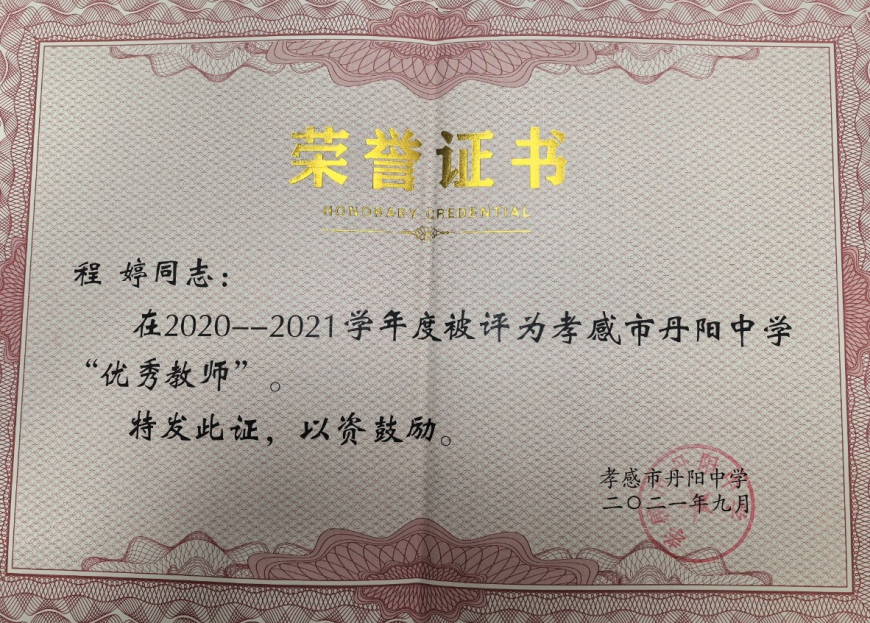 荣誉证书
HONORARY CREDENTIAL
程 婷同志：
在2020--2021学年度被评为孝感市丹阳中学
“优秀教师”。
特发此证，以资鼓励。
孝感市丹阳中学
二〇二一年九月